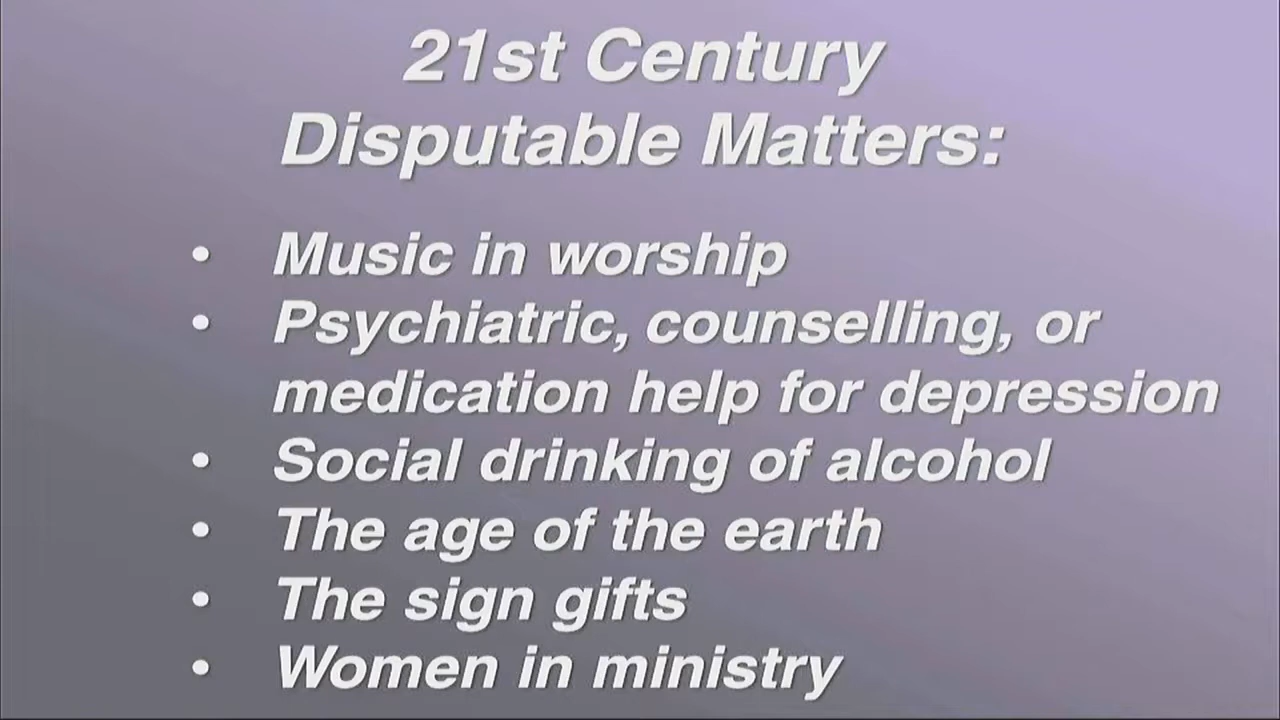 21st Century
Disputable Matters:
• Music in worship
• Psychiatric, counselling, or
medication help for depression
• Social drinking of alcohol
• The age of the earth
• The sign gifts
• Women in ministry